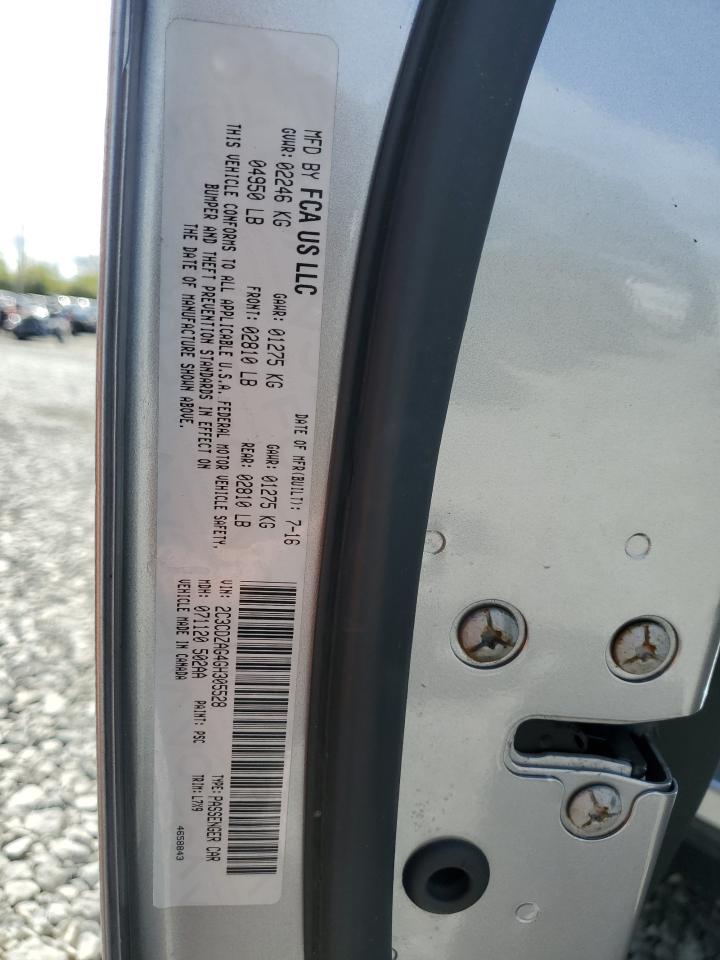 MFD BY FCA US LLC
DATE OF MFR(BUILT): 7-16
GVWR: 02246 KG
GAWR: 01275 KG
GAWR: 01275 KG
04950 LB
FRONT: 02810 LB
REAR: 02810 LB
THIS VEHICLE CONFORMS TO ALL APPLICABLE U.S.A. FEDERAL MOTOR VEHICLE SAFETY,
BUMPER AND THEFT PREVENTION STANDARDS IN EFFECT ON
THE DATE OF MANUFACTURE SHOWN ABOVE.
VIN: 2C3CDZAG4GH305528
TYPE: PASSENGER CAR
MDH: 071120 502AA
PAINT: PSC
TRIM: L7X9
VEHICLE MADE IN CANADA
4658843